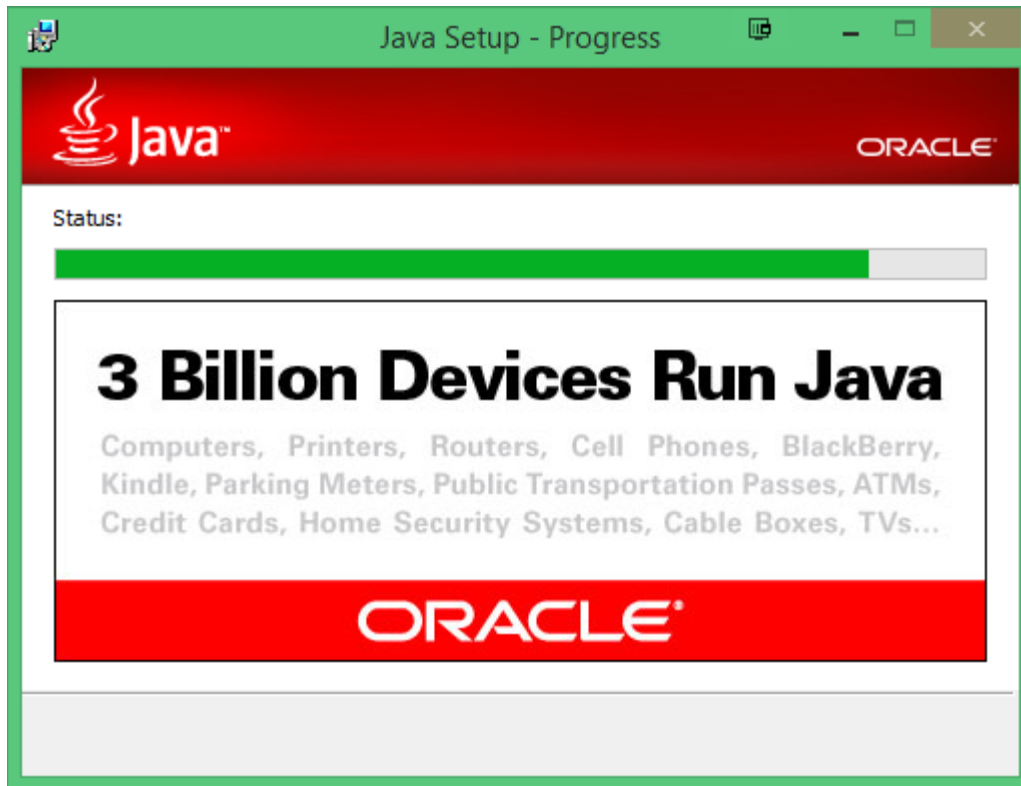 Java Setup - Progress
Java™
ORACLE®
Status:
3 Billion Devices Run Java
Computers, Printers, Routers, Cell Phones, BlackBerry,
Kindle, Parking Meters, Public Transportation Passes, ATMs,
Credit Cards, Home Security Systems, Cable Boxes, TVs...
ORACLE®